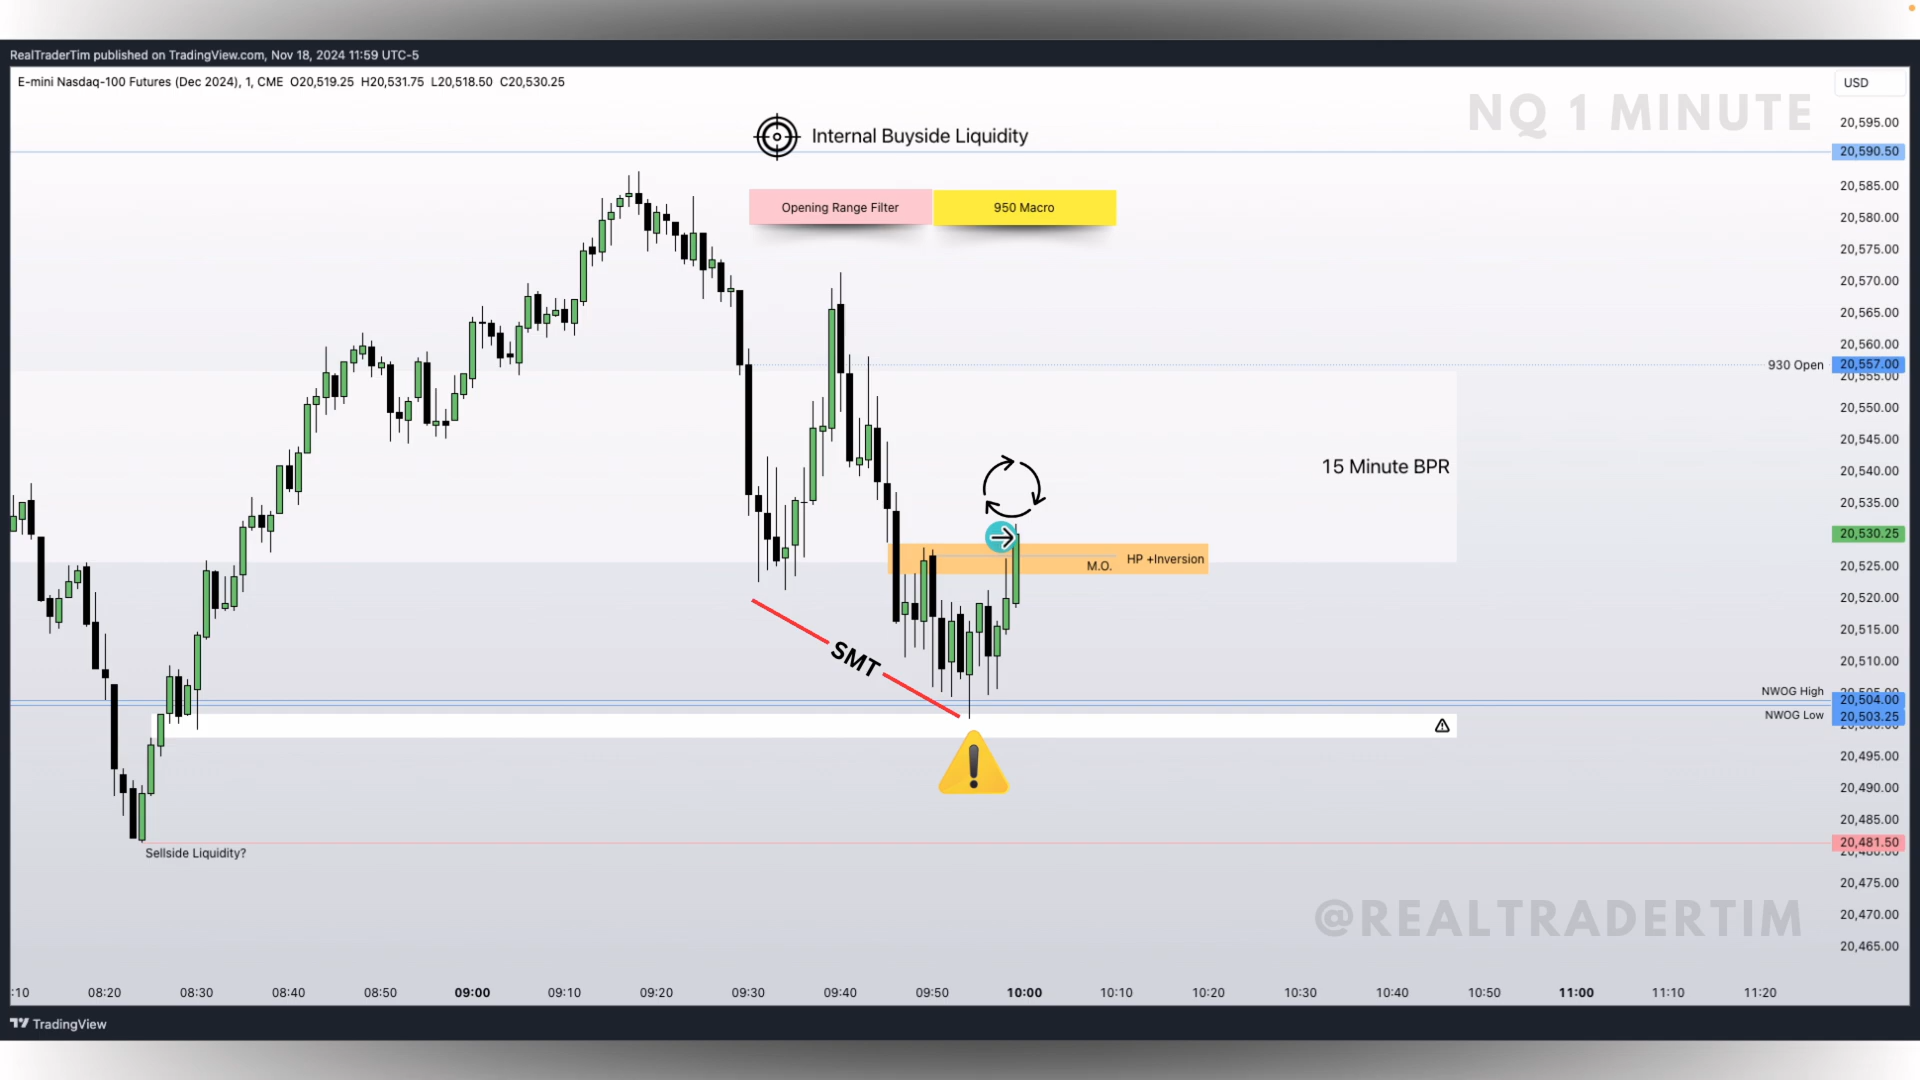 RealTraderTim published on TradingView.com, Nov 18, 2024 11:59 UTC-5
E-mini Nasdaq-100 Futures (Dec 2024), 1, CME O20,519.25 H20,531.75 L20,518.50 C20,530.25
USD
NQ 1 MINUTE
Internal Buyside Liquidity
Opening Range Filter
950 Macro
20,595.00
20,590.50
20,585.00
20,580.00
20,575.00
20,570.00
20,565.00
20,560.00
930 Open 20,557.00
20,555.00
20,550.00
20,545.00
15 Minute BPR
20,540.00
20,535.00
20,530.25
M.O.
HP +Inversion
20,525.00
20,520.00
20,515.00
SMT
20,510.00
NWOG High
20,504.00
NWOG Low
20,503.25
20,495.00
20,490.00
20,485.00
Sellside Liquidity?
20,481.50
20,475.00
20,470.00
@REALTRADERTIM
20,465.00
:10 08:20 08:30 08:40 08:50 09:00 09:10 09:20 09:30 09:40 09:50 10:00 10:10 10:20 10:30 10:40 10:50 11:00 11:10 11:20
TradingView